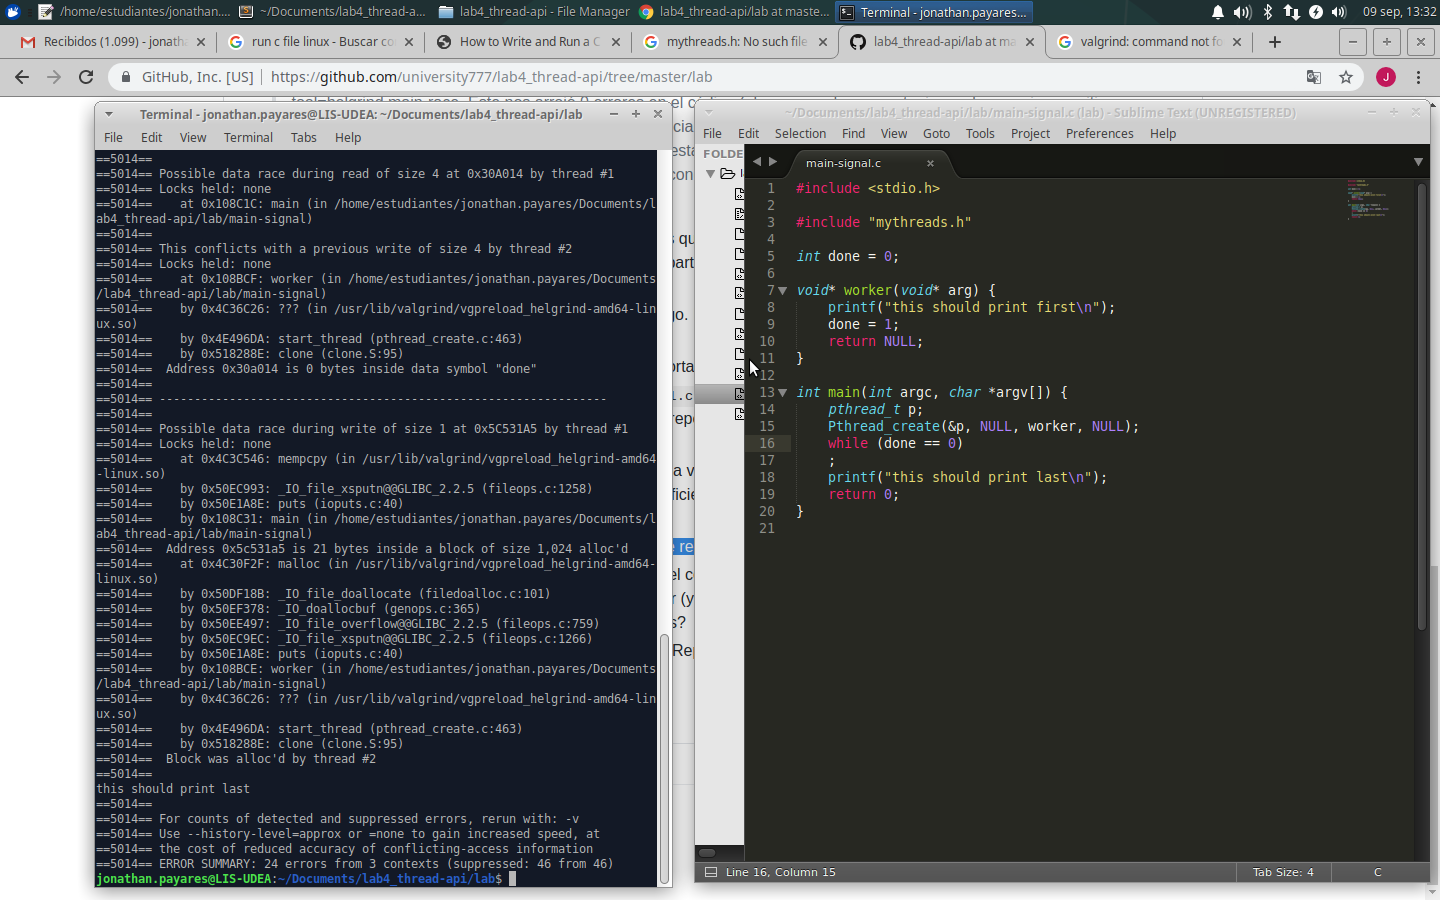 /home/estudiantes/jonathan....
~/Documents/lab4_thread-a...
lab4_thread-api - File Manager
lab4_thread-api/lab at maste...
Terminal - jonathan.payares...
09 sep, 13:32
Recibidos (1.099) - jonath
run c file linux - Buscar co
How to Write and Run a C
mythreads.h: No such file
lab4_thread-api/lab at ma
valgrind: command not fo
GitHub, Inc. [US]
https://github.com/university777/lab4_thread-api/tree/master/lab
J
Terminal - jonathan.payares@LIS-UDEA: ~/Documents/lab4_thread-api/lab
File Edit View Terminal Tabs Help
==5014==
==5014== Possible data race during read of size 4 at 0x30A014 by thread #1
==5014== Locks held: none
==5014==    at 0x108C1C: main (in /home/estudiantes/jonathan.payares/Documents/l
ab4_thread-api/lab/main-signal)
==5014==
==5014== This conflicts with a previous write of size 4 by thread #2
==5014== Locks held: none
==5014==    at 0x108BCF: worker (in /home/estudiantes/jonathan.payares/Documents
/lab4_thread-api/lab/main-signal)
==5014==    by 0x4C36C26: ??? (in /usr/lib/valgrind/vgpreload_helgrind-amd64-lin
ux.so)
==5014==    by 0x4E496DA: start_thread (pthread_create.c:463)
==5014==    by 0x518288E: clone (clone.S:95)
==5014==  Address 0x30a014 is 0 bytes inside data symbol "done"
==5014==
==5014== ----------------------------------------------------------------
==5014==
==5014== Possible data race during write of size 1 at 0x5C531A5 by thread #1
==5014== Locks held: none
==5014==    at 0x4C3C546: mempcpy (in /usr/lib/valgrind/vgpreload_helgrind-amd64
-linux.so)
==5014==    by 0x50EC993: _IO_file_xsputn@@GLIBC_2.2.5 (fileops.c:1258)
==5014==    by 0x50E1A8E: puts (ioputs.c:40)
==5014==    by 0x108C31: main (in /home/estudiantes/jonathan.payares/Documents/l
ab4_thread-api/lab/main-signal)
==5014==  Address 0x5c531a5 is 21 bytes inside a block of size 1,024 alloc'd
==5014==    at 0x4C30F2F: malloc (in /usr/lib/valgrind/vgpreload_helgrind-amd64-
linux.so)
==5014==    by 0x50DF18B: _IO_file_doallocate (filedoalloc.c:101)
==5014==    by 0x50EF378: _IO_doallocbuf (genops.c:365)
==5014==    by 0x50EE497: _IO_file_overflow@@GLIBC_2.2.5 (fileops.c:759)
==5014==    by 0x50EC9EC: _IO_file_xsputn@@GLIBC_2.2.5 (fileops.c:1266)
==5014==    by 0x50E1A8E: puts (ioputs.c:40)
==5014==    by 0x108BCE: worker (in /home/estudiantes/jonathan.payares/Documents
/lab4_thread-api/lab/main-signal)
==5014==    by 0x4C36C26: ??? (in /usr/lib/valgrind/vgpreload_helgrind-amd64-lin
ux.so)
==5014==    by 0x4E496DA: start_thread (pthread_create.c:463)
==5014==    by 0x518288E: clone (clone.S:95)
==5014==  Block was alloc'd by thread #2
==5014==
this should print last
==5014==
==5014== For counts of detected and suppressed errors, rerun with: -v
==5014== Use --history-level=approx or =none to gain increased speed, at
==5014== the cost of reduced accuracy of conflicting-access information
==5014== ERROR SUMMARY: 24 errors from 3 contexts (suppressed: 46 from 46)
jonathan.payares@LIS-UDEA:~/Documents/lab4_thread-api/lab$
~/Documents/lab4_thread-api/lab/main-signal.c (lab) - Sublime Text (UNREGISTERED)
File Edit Selection Find View Goto Tools Project Preferences Help
FOLDE
main-signal.c
1 #include <stdio.h>
2
3 #include "mythreads.h"
4
5 int done = 0;
6
7 void* worker(void* arg) {
8     printf("this should print first\n");
9     done = 1;
10     return NULL;
11 }
12
13 int main(int argc, char *argv[]) {
14     pthread_t p;
15     Pthread_create(&p, NULL, worker, NULL);
16     while (done == 0)
17     ;
18     printf("this should print last\n");
19     return 0;
20 }
21
Line 16, Column 15
Tab Size: 4
C